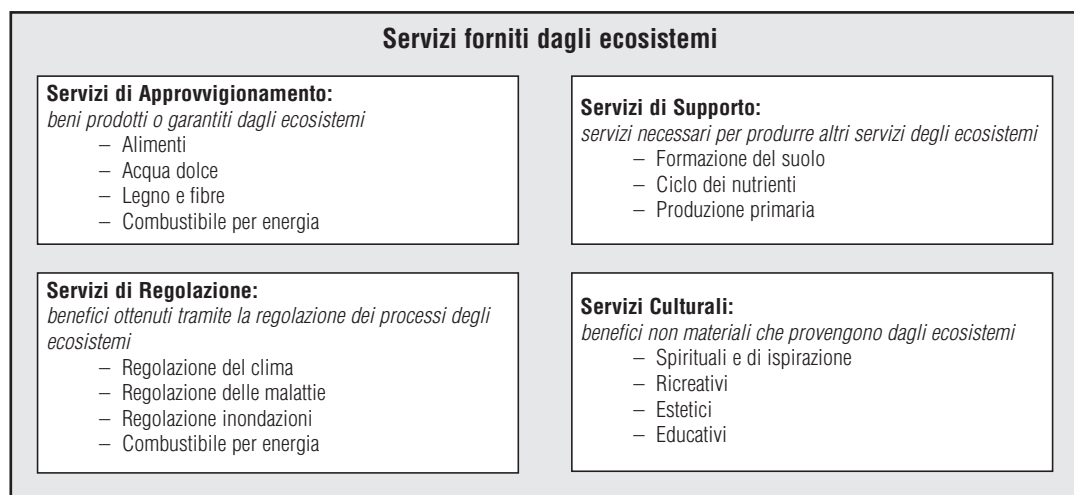 Servizi forniti dagli ecosistemi
Servizi di Approvvigionamento:
beni prodotti o garantiti dagli ecosistemi
– Alimenti
– Acqua dolce
– Legno e fibre
– Combustibile per energia
Servizi di Supporto:
servizi necessari per produrre altri servizi degli ecosistemi
– Formazione del suolo
– Ciclo dei nutrienti
– Produzione primaria
Servizi di Regolazione:
benefici ottenuti tramite la regolazione dei processi degli
ecosistemi
– Regolazione del clima
– Regolazione delle malattie
– Regolazione inondazioni
– Combustibile per energia
Servizi Culturali:
benefici non materiali che provengono dagli ecosistemi
– Spirituali e di ispirazione
– Ricreativi
– Estetici
– Educativi